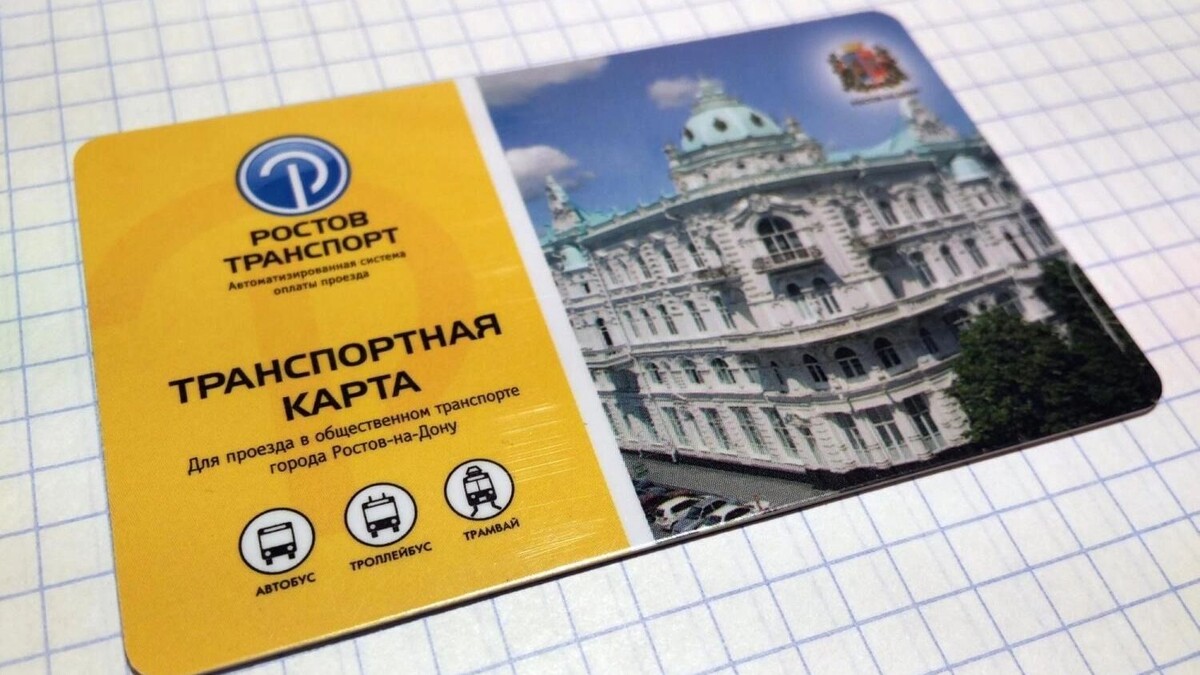 РОСТОВ
ТРАНСПОРТ
Автоматизированная система
оплаты проезда
ТРАНСПОРТНАЯ
КАРТА
Для проезда в общественном транспорте
города Ростов-на-Дону
АВТОБУС
ТРОЛЛЕЙБУС
ТРАМВАЙ